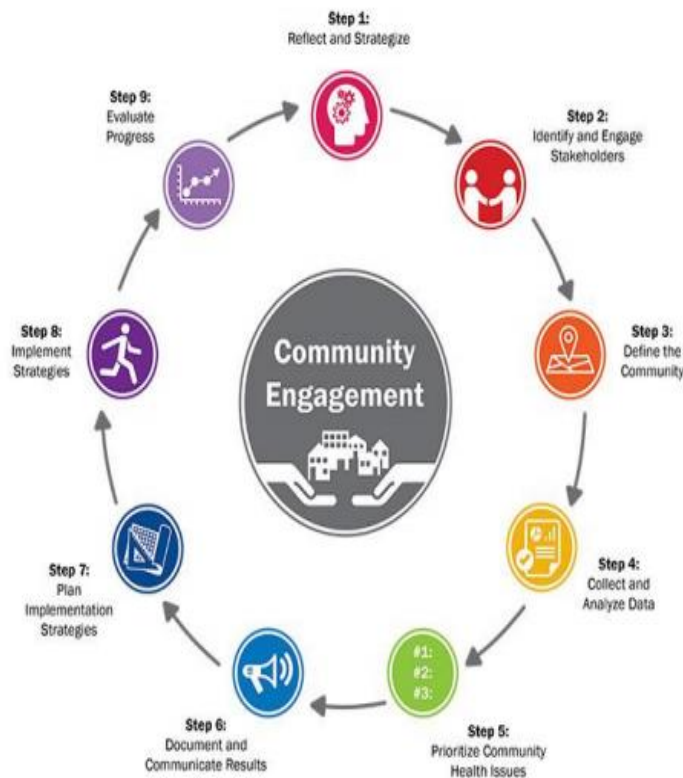 Step 1:
Reflect and Strategize
Step 2:
Identify and Engage
Stakeholders
Step 3:
Define the
Community
Step 4:
Collect and
Analyze Data
#1:
#2:
#3:
Step 5:
Prioritize Community
Health Issues
Step 6:
Document and
Communicate Results
Step 7:
Plan
Implementation
Strategies
Step 8:
Implement
Strategies
Step 9:
Evaluate
Progress
Community
Engagement